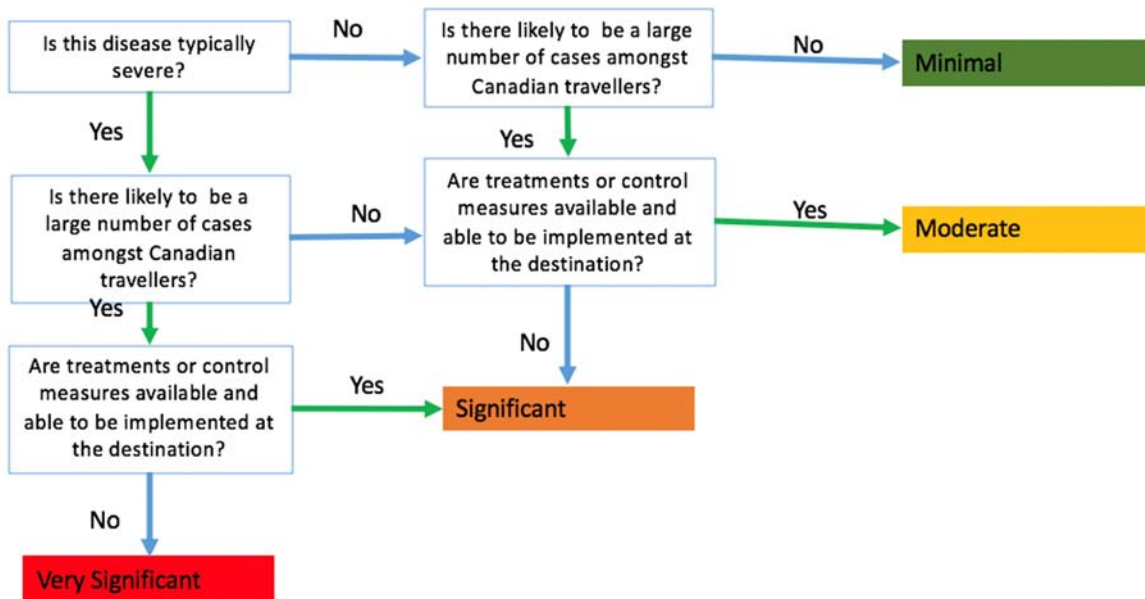 Is this disease typically
severe?
No
Is there likely to  be a large
number of cases amongst
Canadian travellers?
No
Minimal
Yes
Yes
Is there likely to  be a
large number of cases
amongst Canadian
travellers?
No
Are treatments or control
measures available and
able to be implemented at
the destination?
Yes
Moderate
Yes
No
Are treatments or control
measures available and
able to be implemented at
the destination?
Yes
Significant
No
Very Significant